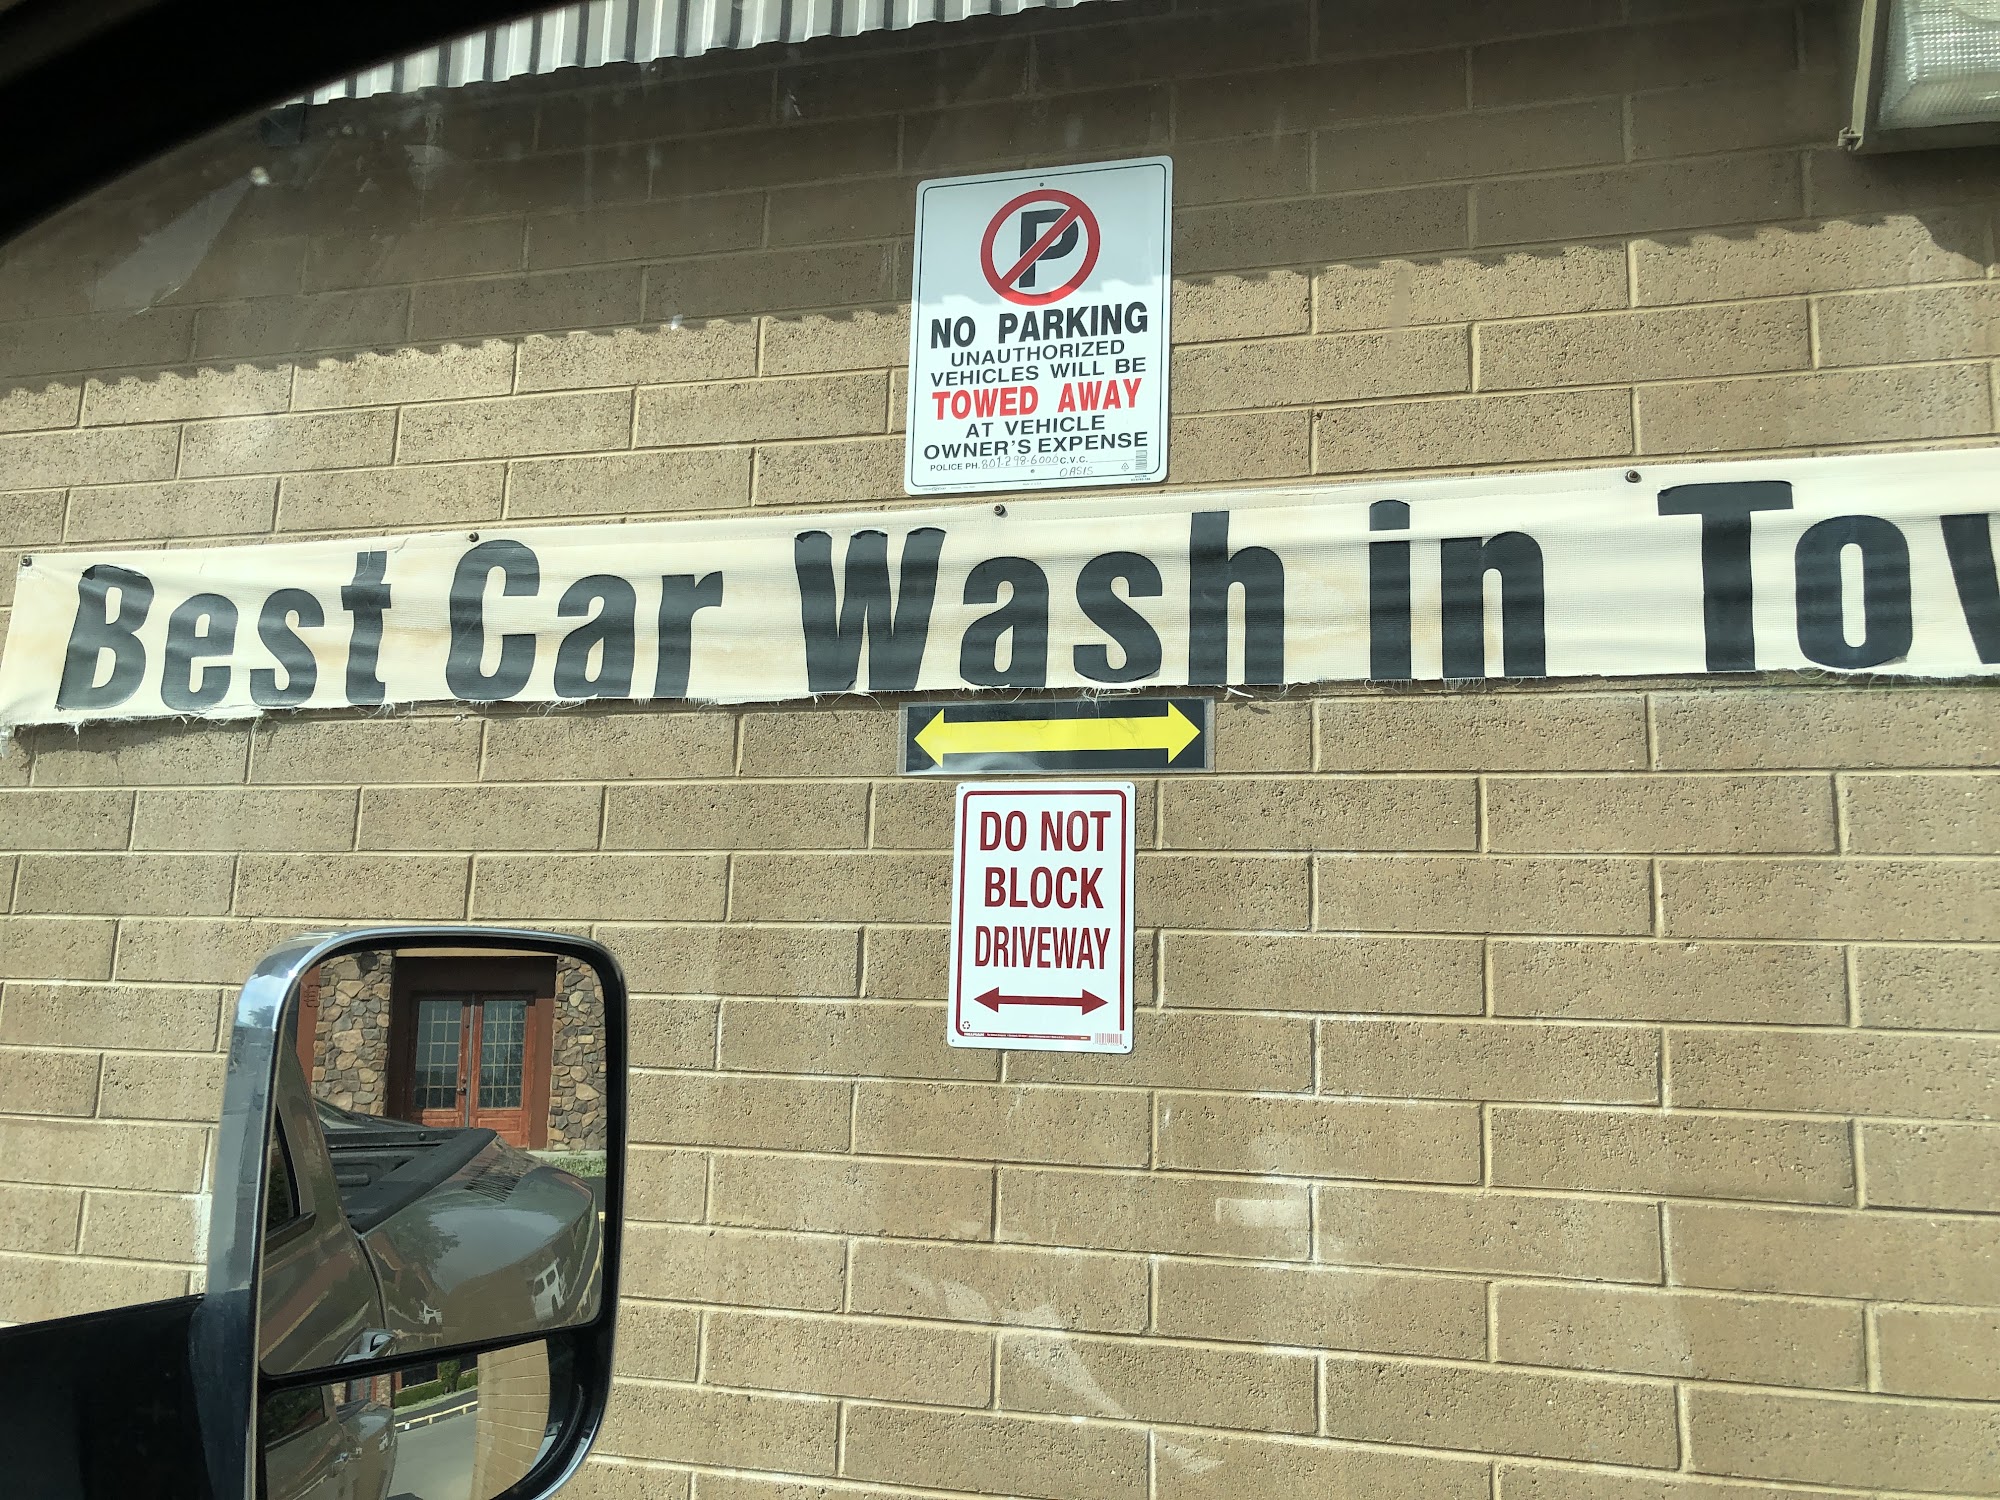 P
NO PARKING
UNAUTHORIZED
VEHICLES WILL BE
TOWED AWAY
AT VEHICLE
OWNER'S EXPENSE
POLICE PH. 801-298-6000 C.V.C.
OASIS
Best Car Wash in Tow
DO NOT
BLOCK
DRIVEWAY